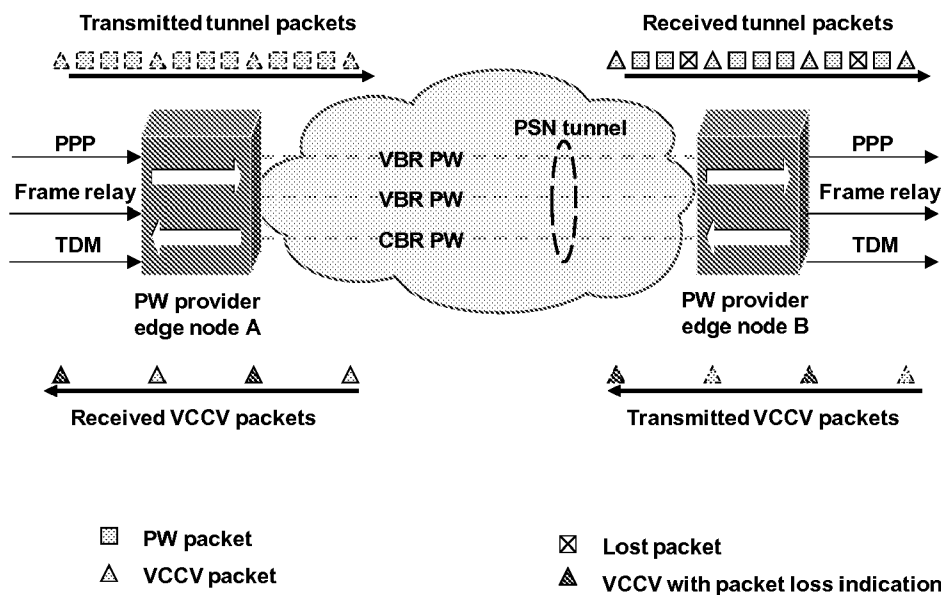 Transmitted tunnel packets
Received tunnel packets
PSN tunnel
PPP
Frame relay
TDM
VBR PW
VBR PW
CBR PW
PPP
Frame relay
TDM
PW provider
edge node A
PW provider
edge node B
Received VCCV packets
Transmitted VCCV packets
PW packet
VCCV packet
Lost packet
VCCV with packet loss indication